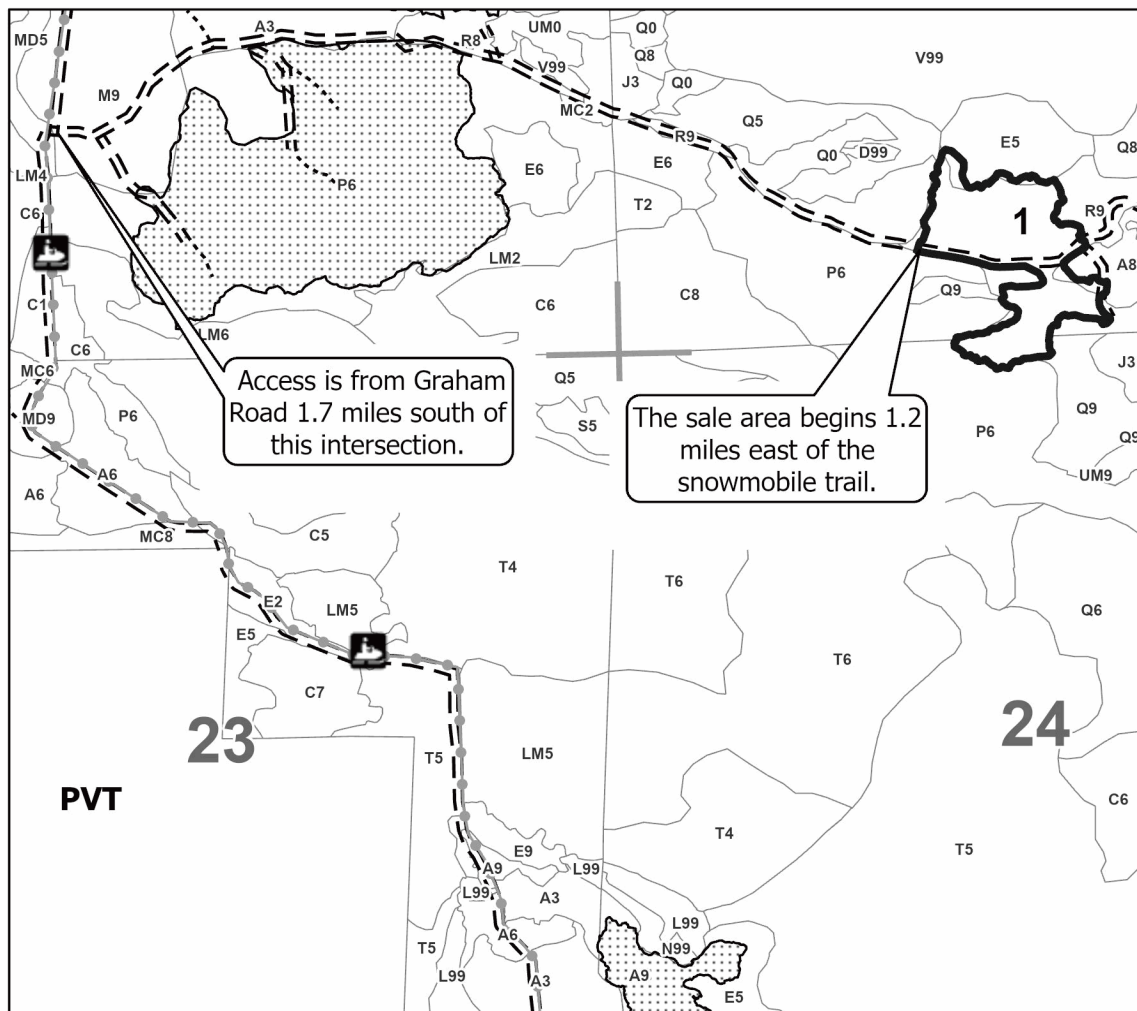 MD5
A3
R8
UM0
Q0
Q8
V99
V99
J3
Q0
M9
MC2
R9
Q5
E5
Q8
Q0
D99
E6
E6
LM4
P6
T2
1
R9
C6
LM2
P6
A8
C1
C6
C8
Q9
LM6
C6
MC6
Access is from Graham
Road 1.7 miles south of
this intersection.
Q5
S5
The sale area begins 1.2
miles east of the
snowmobile trail.
J3
Q9
P6
Q9
UM9
MD9
P6
A6
A6
MC8
C5
T4
T6
E2
LM5
Q6
E5
T6
C7
23
24
T5
LM5
PVT
C6
T4
T5
E9
A9
L99
L99
A3
L99
A6
N99
T5
L99
A3
A9
E5